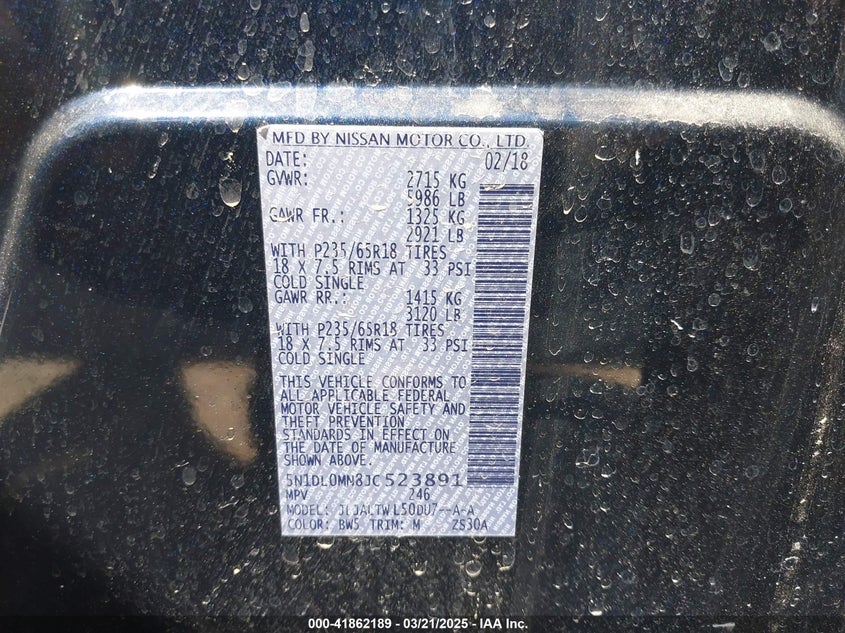 MFD BY NISSAN MOTOR CO., LTD.
DATE: 02/18
GVWR: 2715 KG
5986 LB
GAWR FR.: 1325 KG
2921 LB
WITH P235/65R18 TIRES
18 X 7.5 RIMS AT 33 PSI
COLD SINGLE
GAWR RR.: 1415 KG
3120 LB
WITH P235/65R18 TIRES
18 X 7.5 RIMS AT 33 PSI
COLD SINGLE
THIS VEHICLE CONFORMS TO
ALL APPLICABLE FEDERAL
MOTOR VEHICLE SAFETY AND
THEFT PREVENTION
STANDARDS IN EFFECT ON
THE DATE OF MANUFACTURE
SHOWN ABOVE.
5N1DL0MN8JC523891
MPV 246
MODEL:
COLOR: BW5 TRIM: M ZS30A
000-41862189 - 03/21/2025 - IAA Inc.